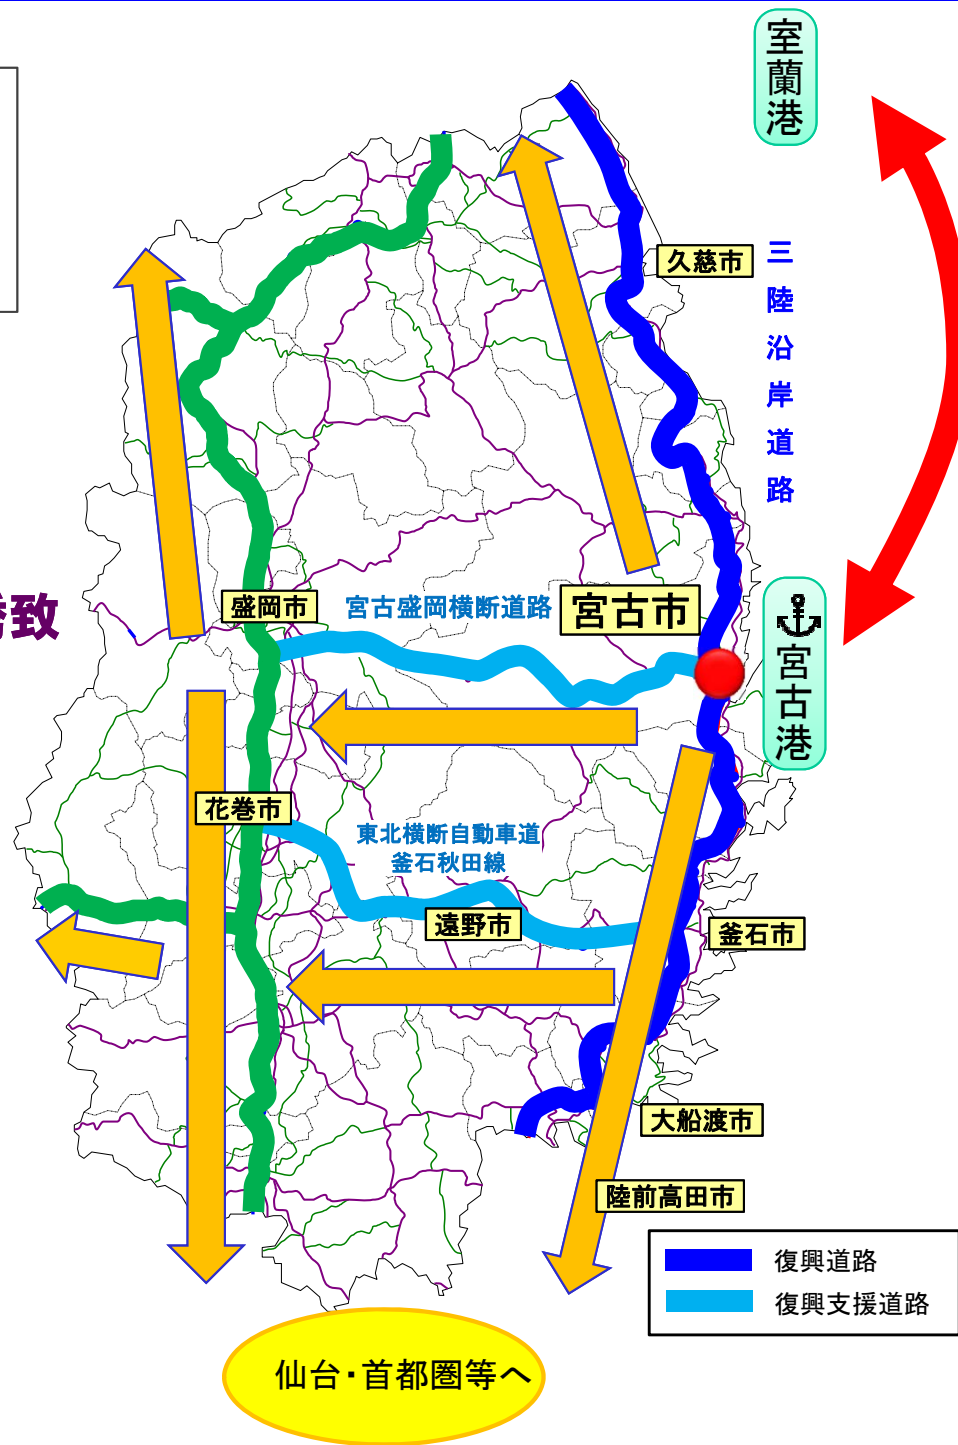 室蘭港
久慈市
三陸沿岸道路
誘致
盛岡市
宮古盛岡横断道路
宮古市
宮古港
花巻市
東北横断自動車道
釜石秋田線
遠野市
釜石市
大船渡市
陸前高田市
復興道路
復興支援道路
仙台・首都圏等へ